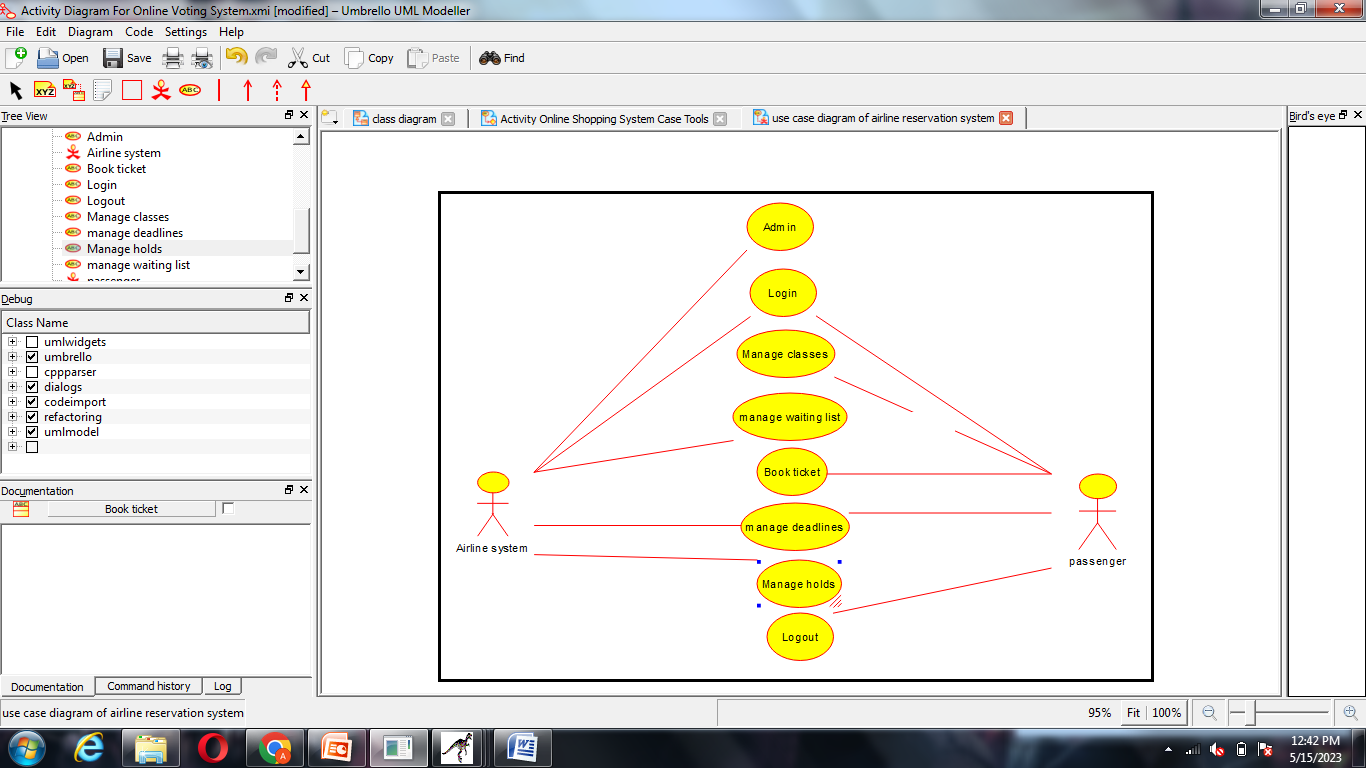 Activity Diagram For Online Voting System.xmi [modified] – Umbrello UML Modeller
File Edit Diagram Code Settings Help
Open Save Cut Copy Paste Find
XYZ XYZ ABC
Tree View
class diagram
Activity Online Shopping System Case Tools
use case diagram of airline reservation system
Bird's eye
Admin
Airline system
Book ticket
Login
Logout
Manage classes
manage deadlines
Manage holds
manage waiting list
passenger
Debug
Class Name
umlwidgets
umbrello
cppparser
dialogs
codeimport
refactoring
umlmodel
Documentation
Book ticket
Documentation Command history Log
Admin
Login
Manage classes
manage waiting list
Book ticket
manage deadlines
Manage holds
Logout
Airline system
passenger
use case diagram of airline reservation system
95% Fit 100%
12:42 PM
5/15/2023